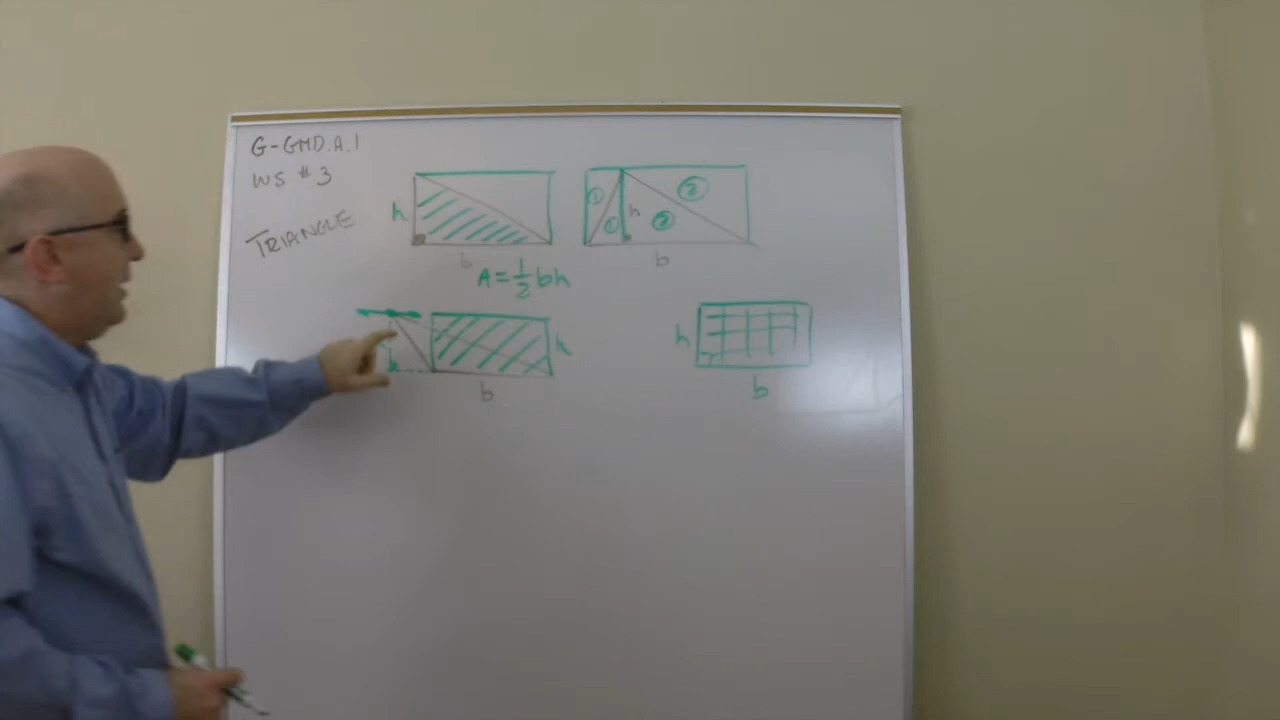 G-GMD.A.1
WS #3
TRIANGLE
h
b
① ① h ② ②
b
A = 1/2 bh
h
h
b
h
b